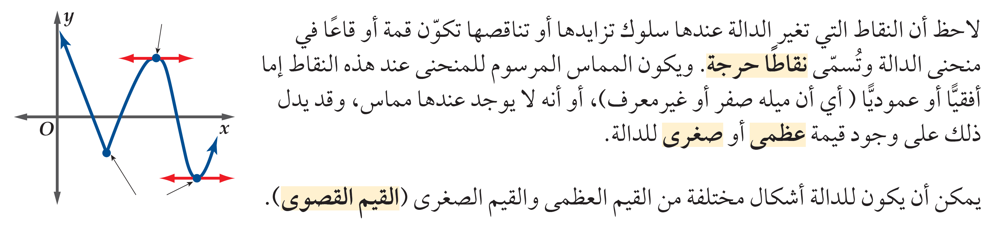 لاحظ أن النقاط التي تغير الدالة عندها سلوك تزايدها أو تناقصها تكوّن قمة أو قاعًا في
منحنى الدالة وتُسمّى نقاطًا حرجة. ويكون المماس المرسوم للمنحنى عند هذه النقاط إما
أفقيًّا أو عموديًّا ( أي أن ميله صفر أو غيرمعرف)، أو أنه لا يوجد عندها مماس، وقد يدل
ذلك على وجود قيمة عظمى أو صغرى للدالة.
يمكن أن يكون للدالة أشكال مختلفة من القيم العظمى والقيم الصغرى (القيم القصوى).
y
O
x